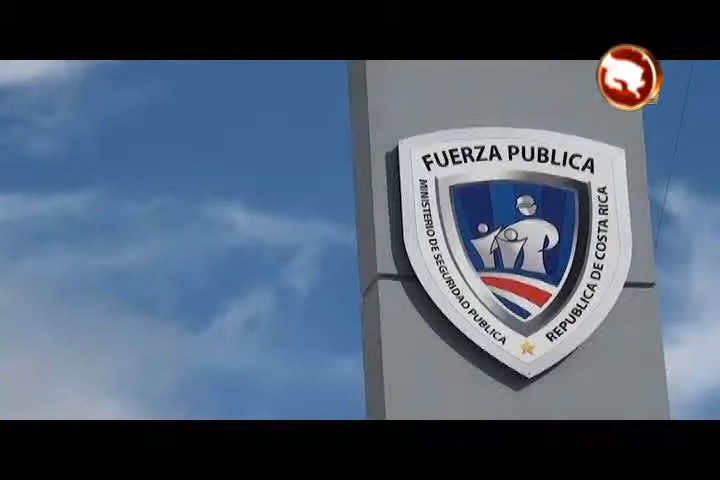 FUERZA PUBLICA
MINISTERIO DE SEGURIDAD PUBLICA
REPUBLICA DE COSTA RICA